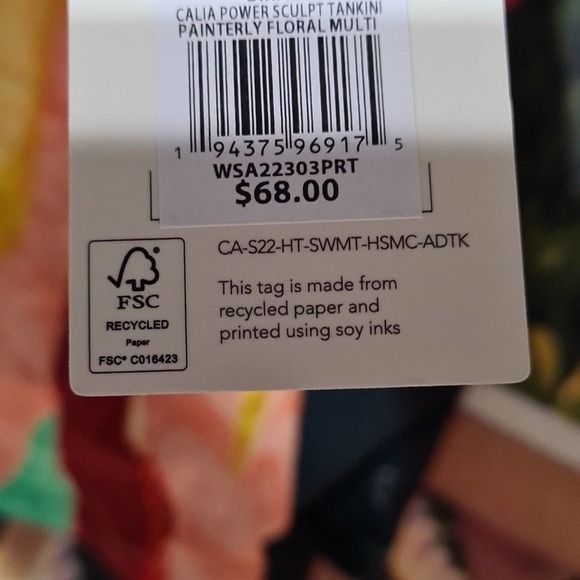 CALIA POWER SCULPT TANKINI
PAINTERLY FLORAL MULTI
1 94375 96917 5
WSA22303PRT
$68.00
CA-S22-HT-SWMT-HSMC-ADTK
FSC
RECYCLED
Paper
FSC® C016423
This tag is made from
recycled paper and
printed using soy inks